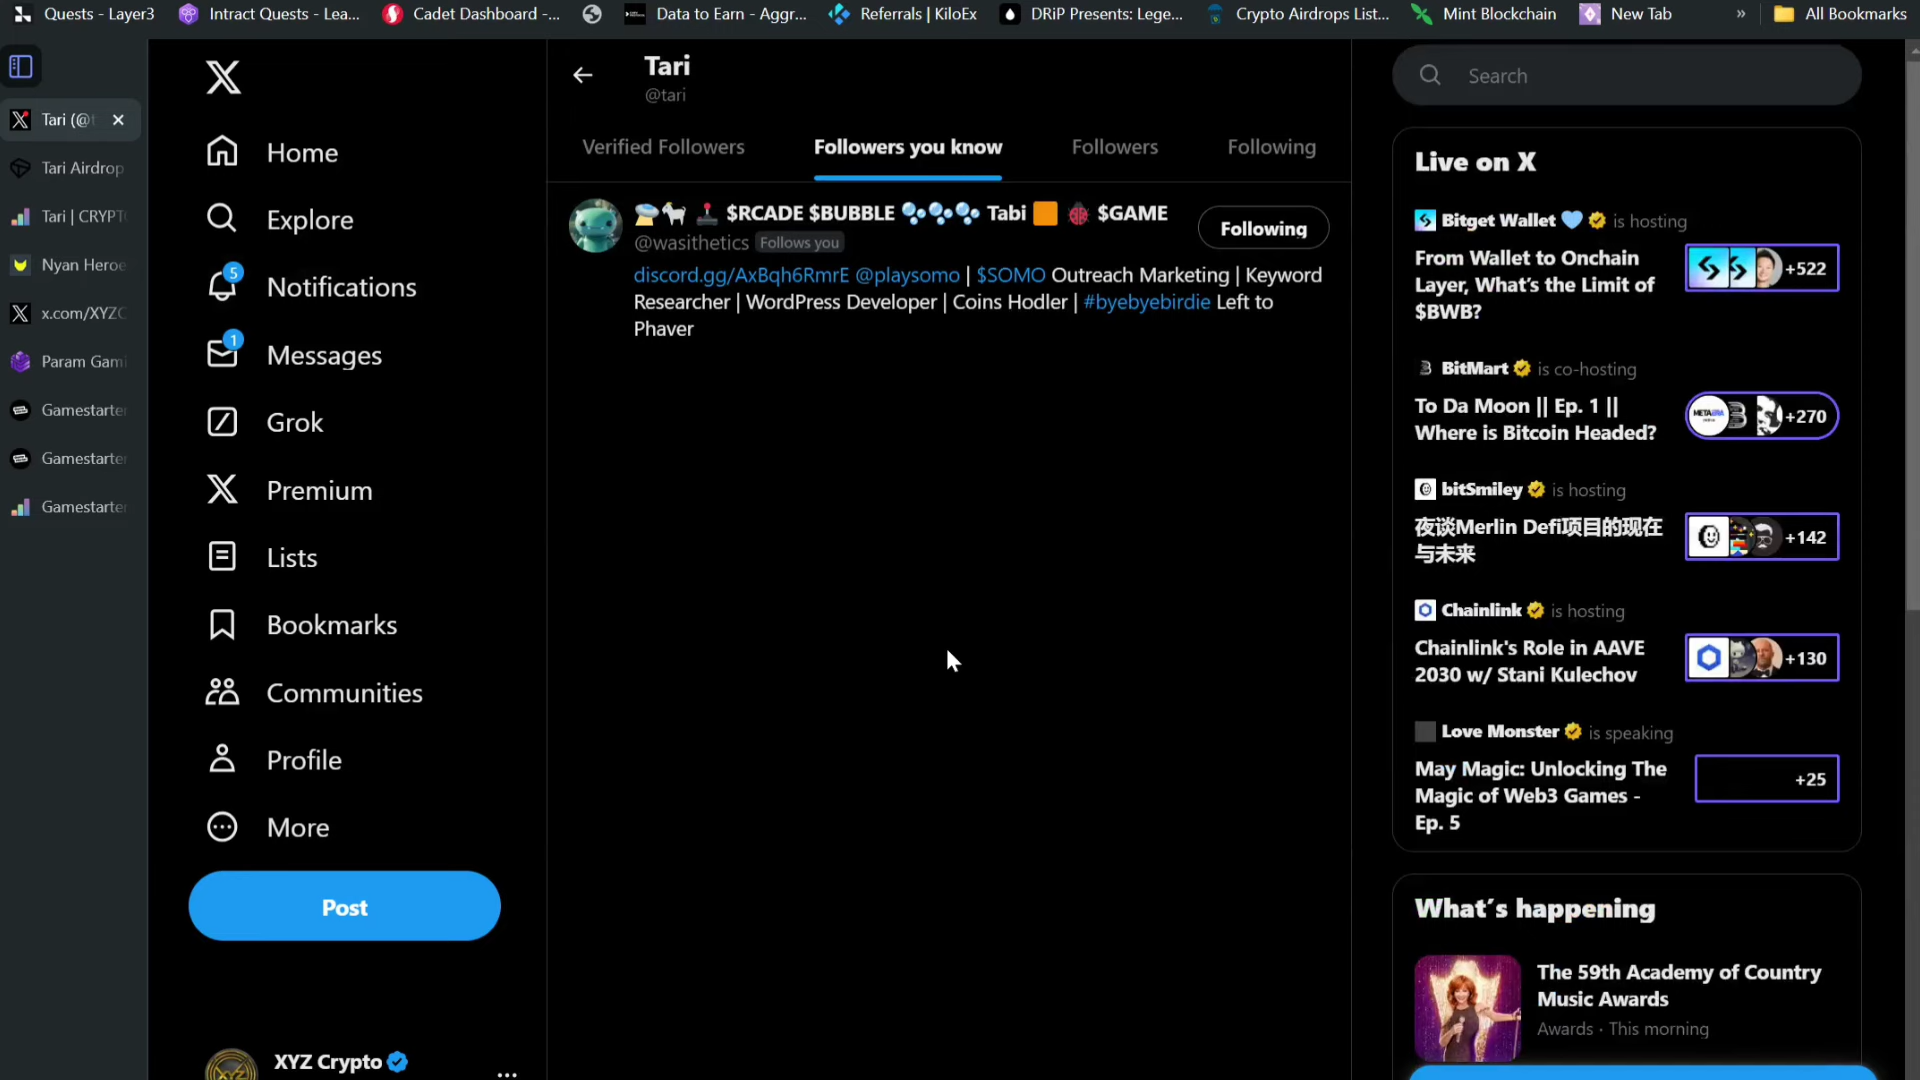 Quests - Layer3
Intract Quests - Lea...
Cadet Dashboard -...
Data to Earn - Aggr...
Referrals | KiloEx
DRiP Presents: Lege...
Crypto Airdrops List...
Mint Blockchain
New Tab
»
All Bookmarks
Tari (@t
Tari Airdrop
Tari | CRYPT
Nyan Heroe
x.com/XYZC
Param Gami
Gamestarter
Gamestarter
Gamestarter
Home
Explore
5
Notifications
1
Messages
Grok
Premium
Lists
Bookmarks
Communities
Profile
More
Post
XYZ Crypto
Tari
@tari
Verified Followers
Followers you know
Followers
Following
$RCADE $BUBBLE 🫧🫧🫧 Tabi 🟧 🐞 $GAME
@wasithetics Follows you
Following
discord.gg/AxBqh6RmrE @playsomo | $SOMO Outreach Marketing | Keyword
Researcher | WordPress Developer | Coins Hodler | #byebyebirdie Left to
Phaver
Search
Live on X
Bitget Wallet 🩵 is hosting
From Wallet to Onchain
Layer, What's the Limit of
$BWB?
+522
BitMart is co-hosting
To Da Moon || Ep. 1 ||
Where is Bitcoin Headed?
+270
bitSmiley is hosting
夜谈Merlin Defi项目的现在
与未来
+142
Chainlink is hosting
Chainlink's Role in AAVE
2030 w/ Stani Kulechov
+130
Love Monster is speaking
May Magic: Unlocking The
Magic of Web3 Games -
Ep. 5
+25
What's happening
The 59th Academy of Country
Music Awards
Awards · This morning